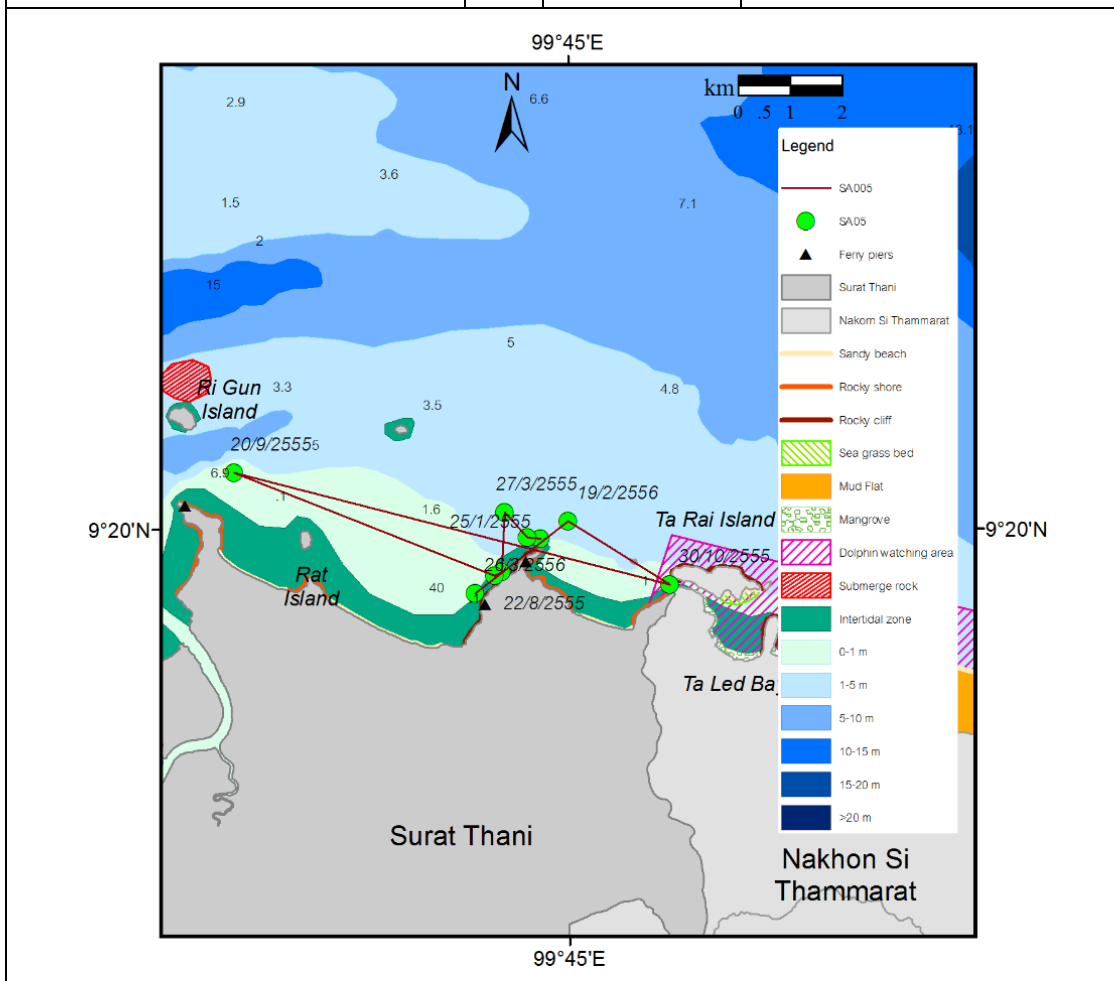 99°45'E
N
km
0 .5 1 2
2.9
6.6
3.6
1.5
7.1
2
15
5
3.3
4.8
3.5
Ri Gun
Island
20/9/2555
5
6.9
.1
1.6
27/3/2555
19/2/2556
25/1/2555
Ta Rai Island
9°20'N
9°20'N
26/3/2556
30/10/2555
1
Rat
Island
40
22/8/2555
Ta Led Ba
Surat Thani
Nakhon Si
Thammarat
99°45'E
Legend
SA005
SA05
Ferry piers
Surat Thani
Nakorn Si Thammarat
Sandy beach
Rocky shore
Rocky cliff
Sea grass bed
Mud Flat
Mangrove
Dolphin watching area
Submerge rock
Intertidal zone
0-1 m
1-5 m
5-10 m
10-15 m
15-20 m
>20 m